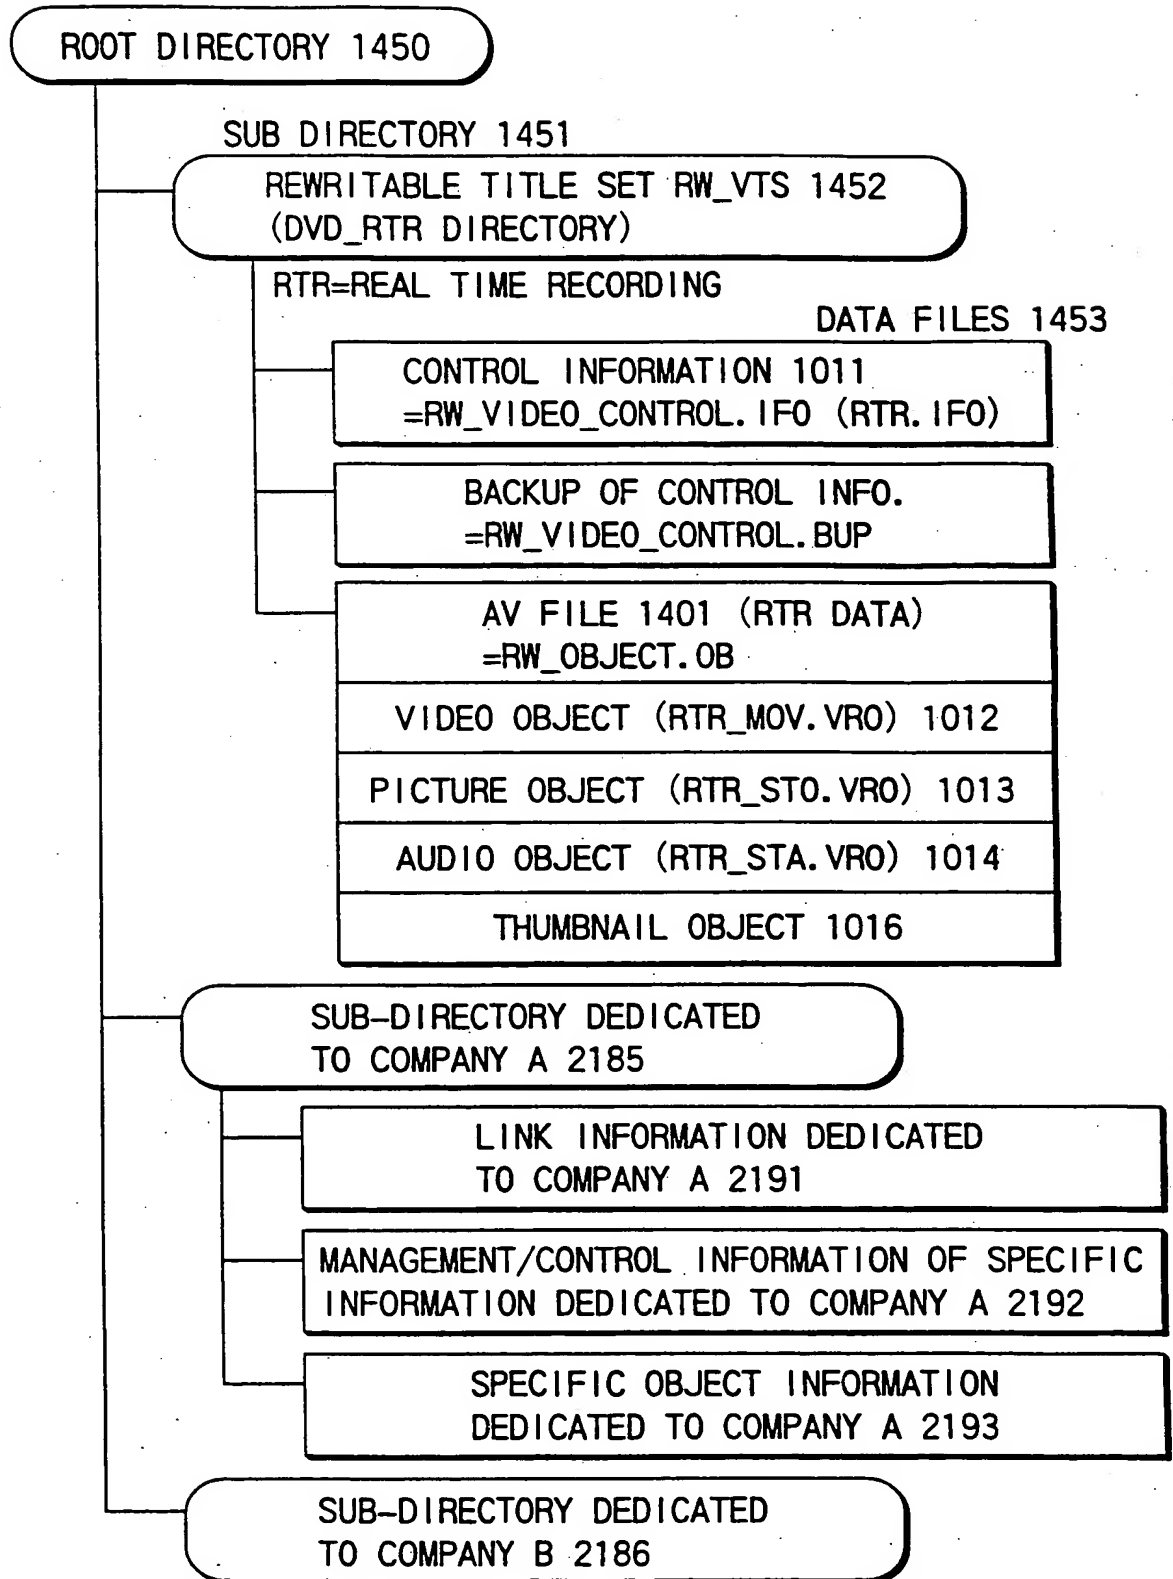 ROOT DIRECTORY 1450
SUB DIRECTORY 1451
REWRITABLE TITLE SET RW_VTS 1452
(DVD_RTR DIRECTORY)
RTR=REAL TIME RECORDING
DATA FILES 1453
CONTROL INFORMATION 1011
=RW_VIDEO_CONTROL.IFO (RTR.IFO)
BACKUP OF CONTROL INFO.
=RW_VIDEO_CONTROL.BUP
AV FILE 1401 (RTR DATA)
=RW_OBJECT.OB
VIDEO OBJECT (RTR_MOV.VRO) 1012
PICTURE OBJECT (RTR_STO.VRO) 1013
AUDIO OBJECT (RTR_STA.VRO) 1014
THUMBNAIL OBJECT 1016
SUB-DIRECTORY DEDICATED
TO COMPANY A 2185
LINK INFORMATION DEDICATED
TO COMPANY A 2191
MANAGEMENT/CONTROL INFORMATION OF SPECIFIC
INFORMATION DEDICATED TO COMPANY A 2192
SPECIFIC OBJECT INFORMATION
DEDICATED TO COMPANY A 2193
SUB-DIRECTORY DEDICATED
TO COMPANY B 2186